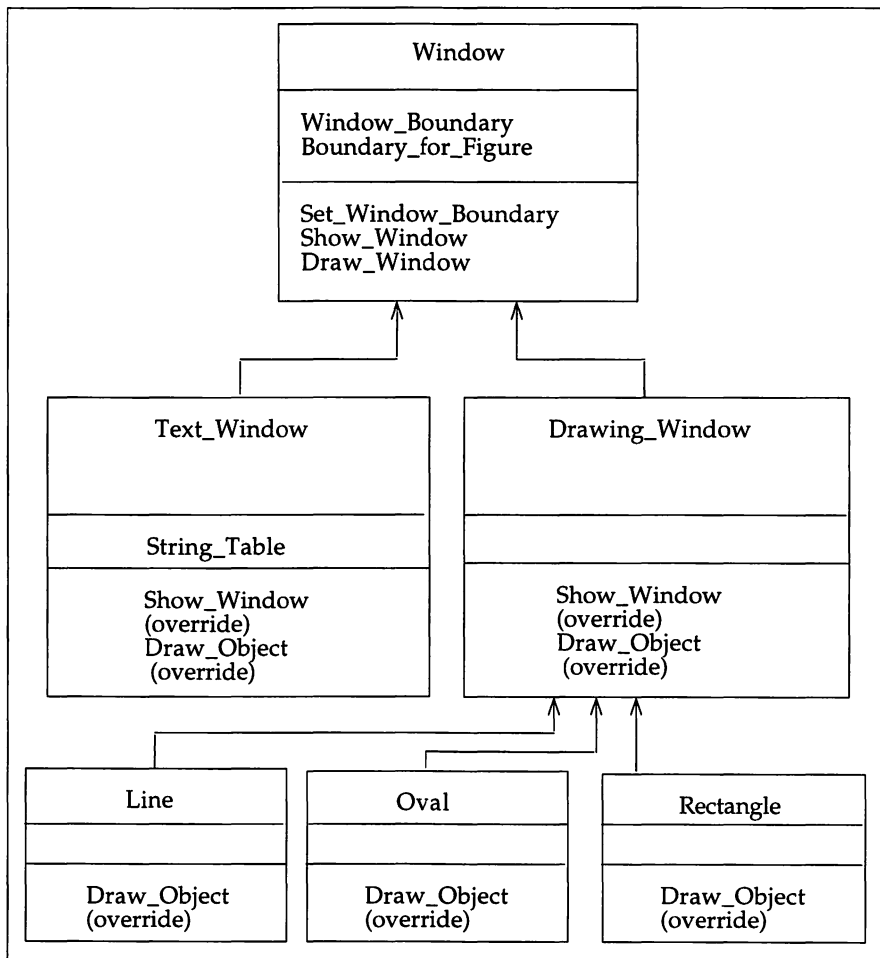 Window
Window_Boundary
Boundary_for_Figure
Set_Window_Boundary
Show_Window
Draw_Window
Text_Window
String_Table
Show_Window
(override)
Draw_Object
(override)
Drawing_Window
Show_Window
(override)
Draw_Object
(override)
Line
Draw_Object
(override)
Oval
Draw_Object
(override)
Rectangle
Draw_Object
(override)